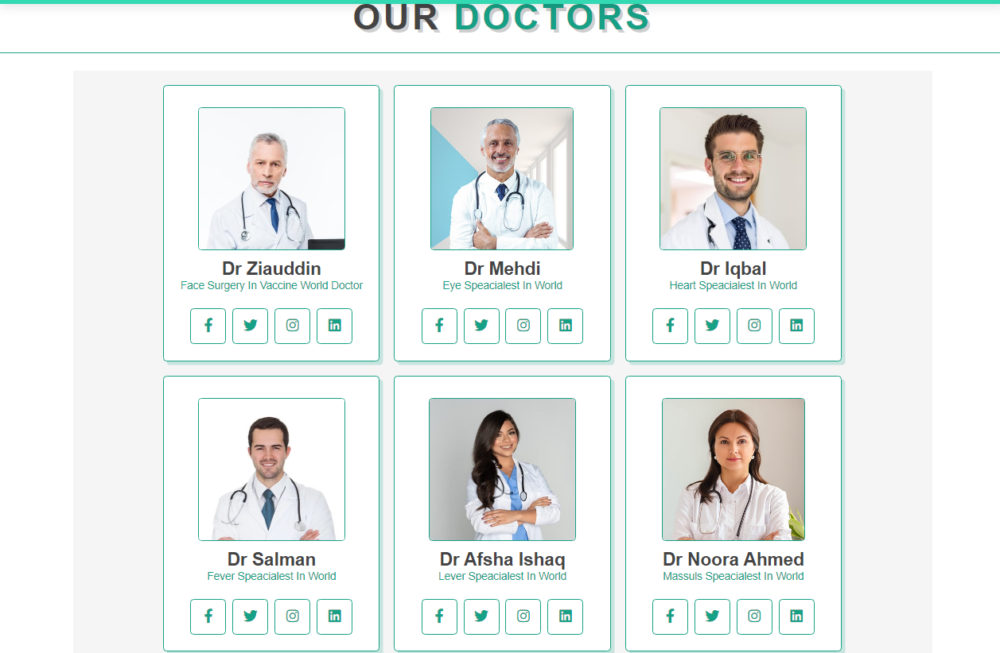 OUR DOCTORS
Dr Ziauddin
Face Surgery In Vaccine World Doctor
Dr Mehdi
Eye Speacialest In World
Dr Iqbal
Heart Speacialest In World
Dr Salman
Fever Speacialest In World
Dr Afsha Ishaq
Lever Speacialest In World
Dr Noora Ahmed
Massuls Speacialest In World